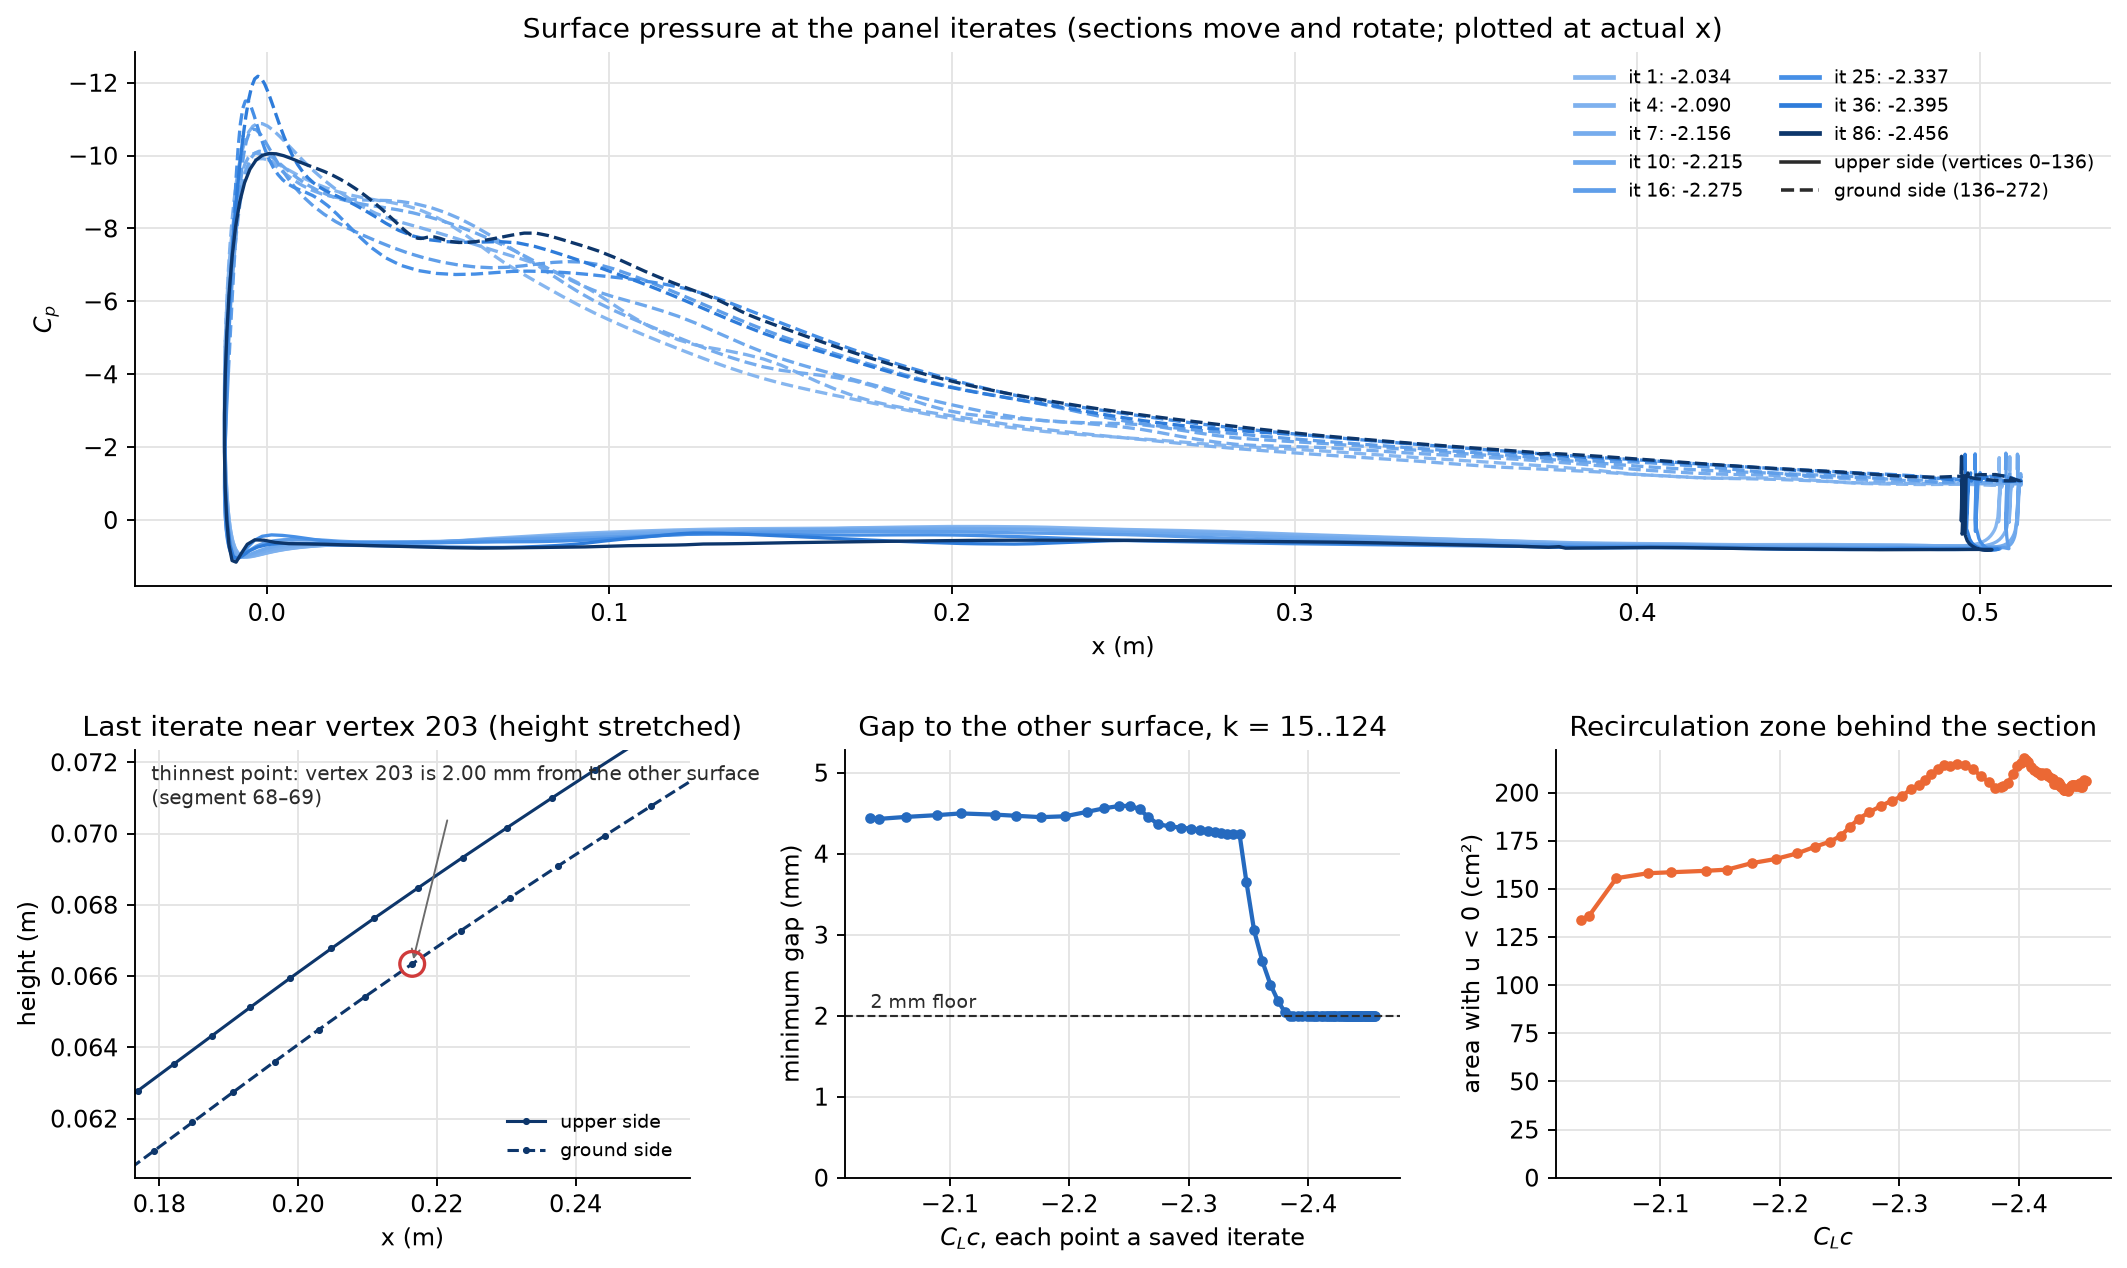 Surface pressure at the panel iterates (sections move and rotate; plotted at actual x)
−12
−10
−8
−6
−4
−2
0
C_p
it 1: -2.034
it 4: -2.090
it 7: -2.156
it 10: -2.215
it 16: -2.275
it 25: -2.337
it 36: -2.395
it 86: -2.456
upper side (vertices 0–136)
ground side (136–272)
0.0
0.1
0.2
0.3
0.4
0.5
x (m)
Last iterate near vertex 203 (height stretched)
thinnest point: vertex 203 is 2.00 mm from the other surface
(segment 68–69)
0.072
0.070
0.068
0.066
0.064
0.062
height (m)
upper side
ground side
0.18
0.20
0.22
0.24
x (m)
Gap to the other surface, k = 15..124
5
4
3
2
1
0
minimum gap (mm)
2 mm floor
−2.1
−2.2
−2.3
−2.4
C_Lc, each point a saved iterate
Recirculation zone behind the section
200
175
150
125
100
75
50
25
0
area with u < 0 (cm²)
−2.1
−2.2
−2.3
−2.4
C_Lc